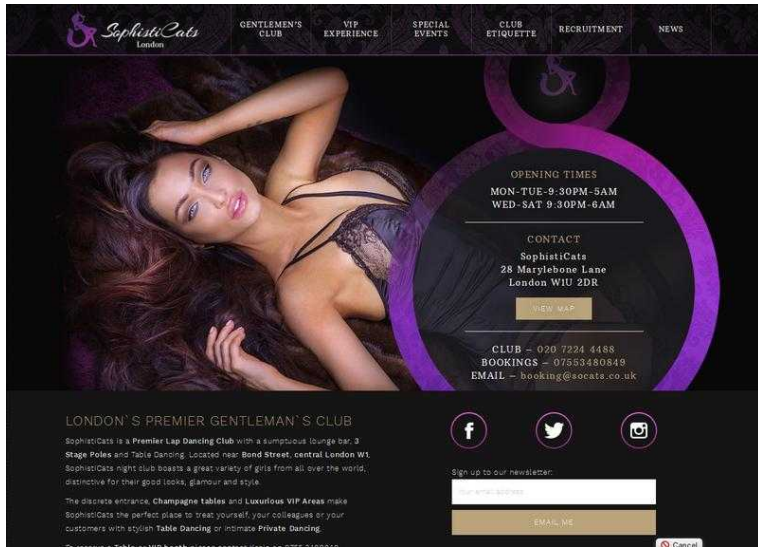 SophistiCats
London
GENTLEMEN'S
CLUB
VIP
EXPERIENCE
SPECIAL
EVENTS
CLUB
ETIQUETTE
RECRUITMENT
NEWS
OPENING TIMES
MON-TUE-9:30PM-5AM
WED-SAT 9:30PM-6AM
CONTACT
SophistiCats
28 Marylebone Lane
London W1U 2DR
VIEW MAP
CLUB – 020 7224 4488
BOOKINGS – 07553480849
EMAIL – booking@socats.co.uk
LONDON`S PREMIER GENTLEMAN`S CLUB
SophistiCats is a Premier Lap Dancing Club with a sumptuous lounge bar, 3
Stage Poles and Table Dancing. Located near Bond Street, central London W1,
SophistiCats night club boasts a great variety of girls from all over the world,
distinctive for their good looks, glamour and style.
The discrete entrance, Champagne tables and Luxurious VIP Areas make
SophistiCats the perfect place to treat yourself, your colleagues or your
customers with stylish Table Dancing or intimate Private Dancing.
Sign up to our newsletter:
Your email address
EMAIL ME
Cancel